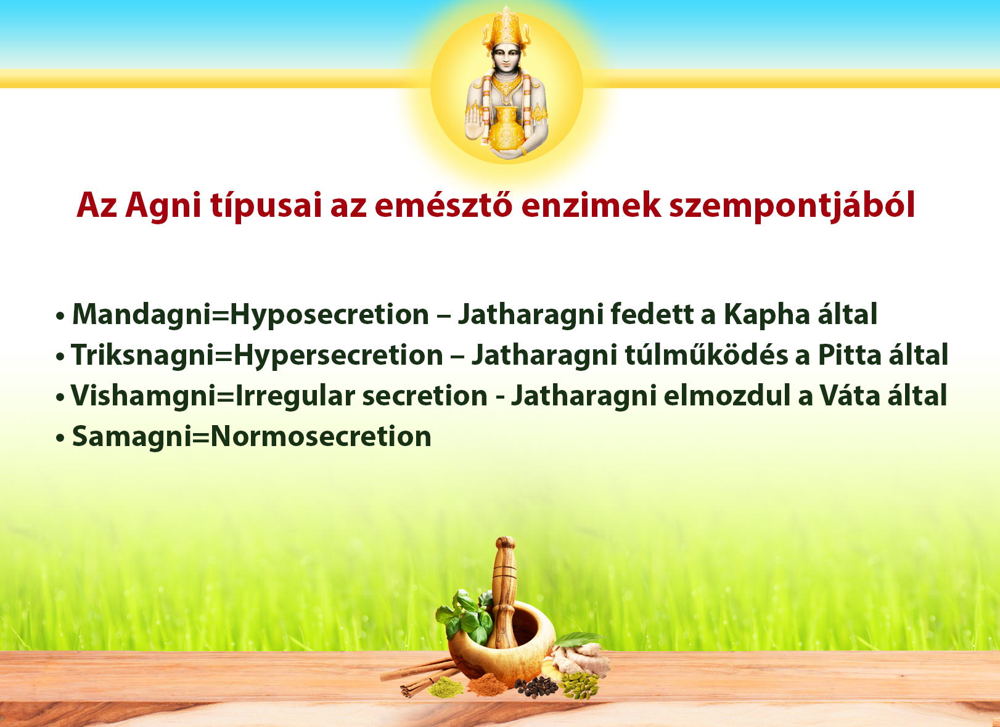 Az Agni típusai az emésztő enzimek szempontjából
• Mandagni=Hyposecretion – Jatharagni fedett a Kapha által
• Triksnagni=Hypersecretion – Jatharagni túlműködés a Pitta által
• Vishamgni=Irregular secretion - Jatharagni elmozdul a Váta által
• Samagni=Normosecretion